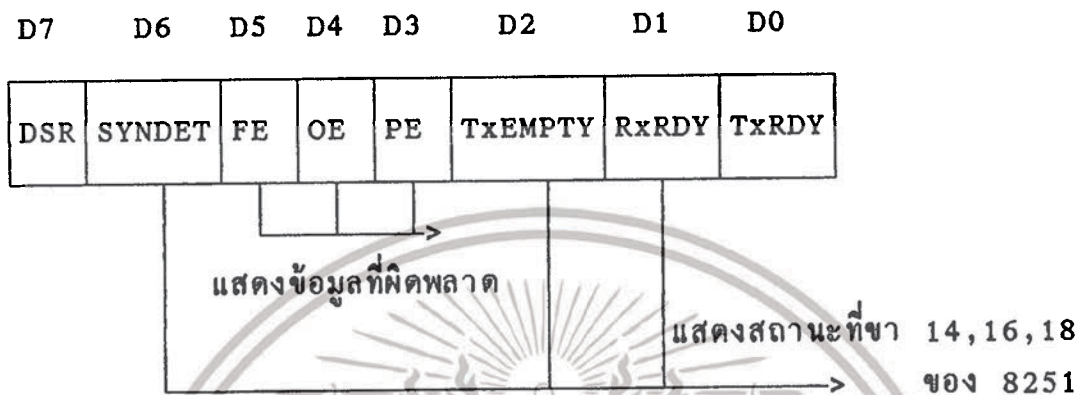 D7 D6 D5 D4 D3 D2 D1 D0
DSR SYNDET FE OE PE TxEMPTY RxRDY TxRDY
แสดงข้อมูลที่ผิดพลาด
แสดงสถานะที่ขา 14,16,18
ของ 8251